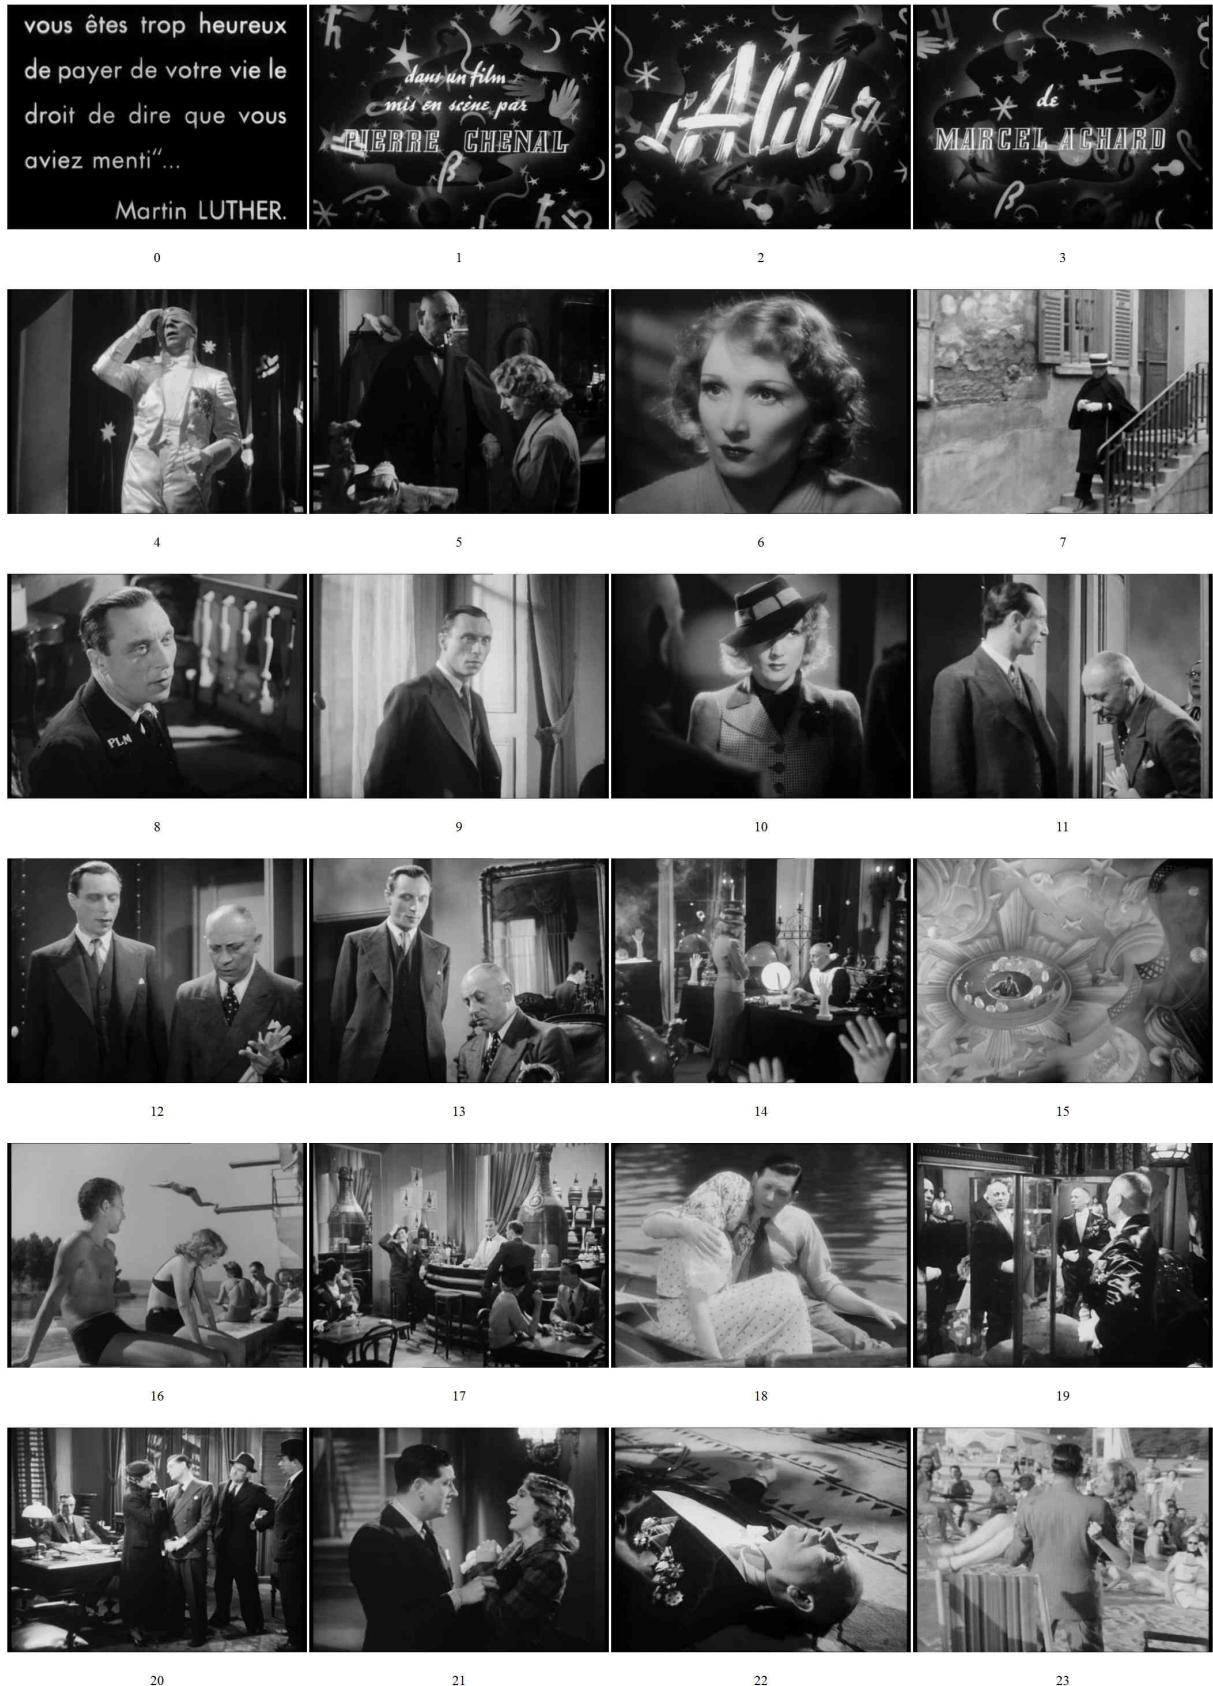 vous êtes trop heureux
de payer de votre vie le
droit de dire que vous
aviez menti"...
Martin LUTHER.
dans un film
mis en scène par
PIERRE CHENAL
L'Alibi
de
MARCEL ACHARD
0
1
2
3
4
5
6
7
PLM
8
9
10
11
12
13
14
15
16
17
18
19
20
21
22
23